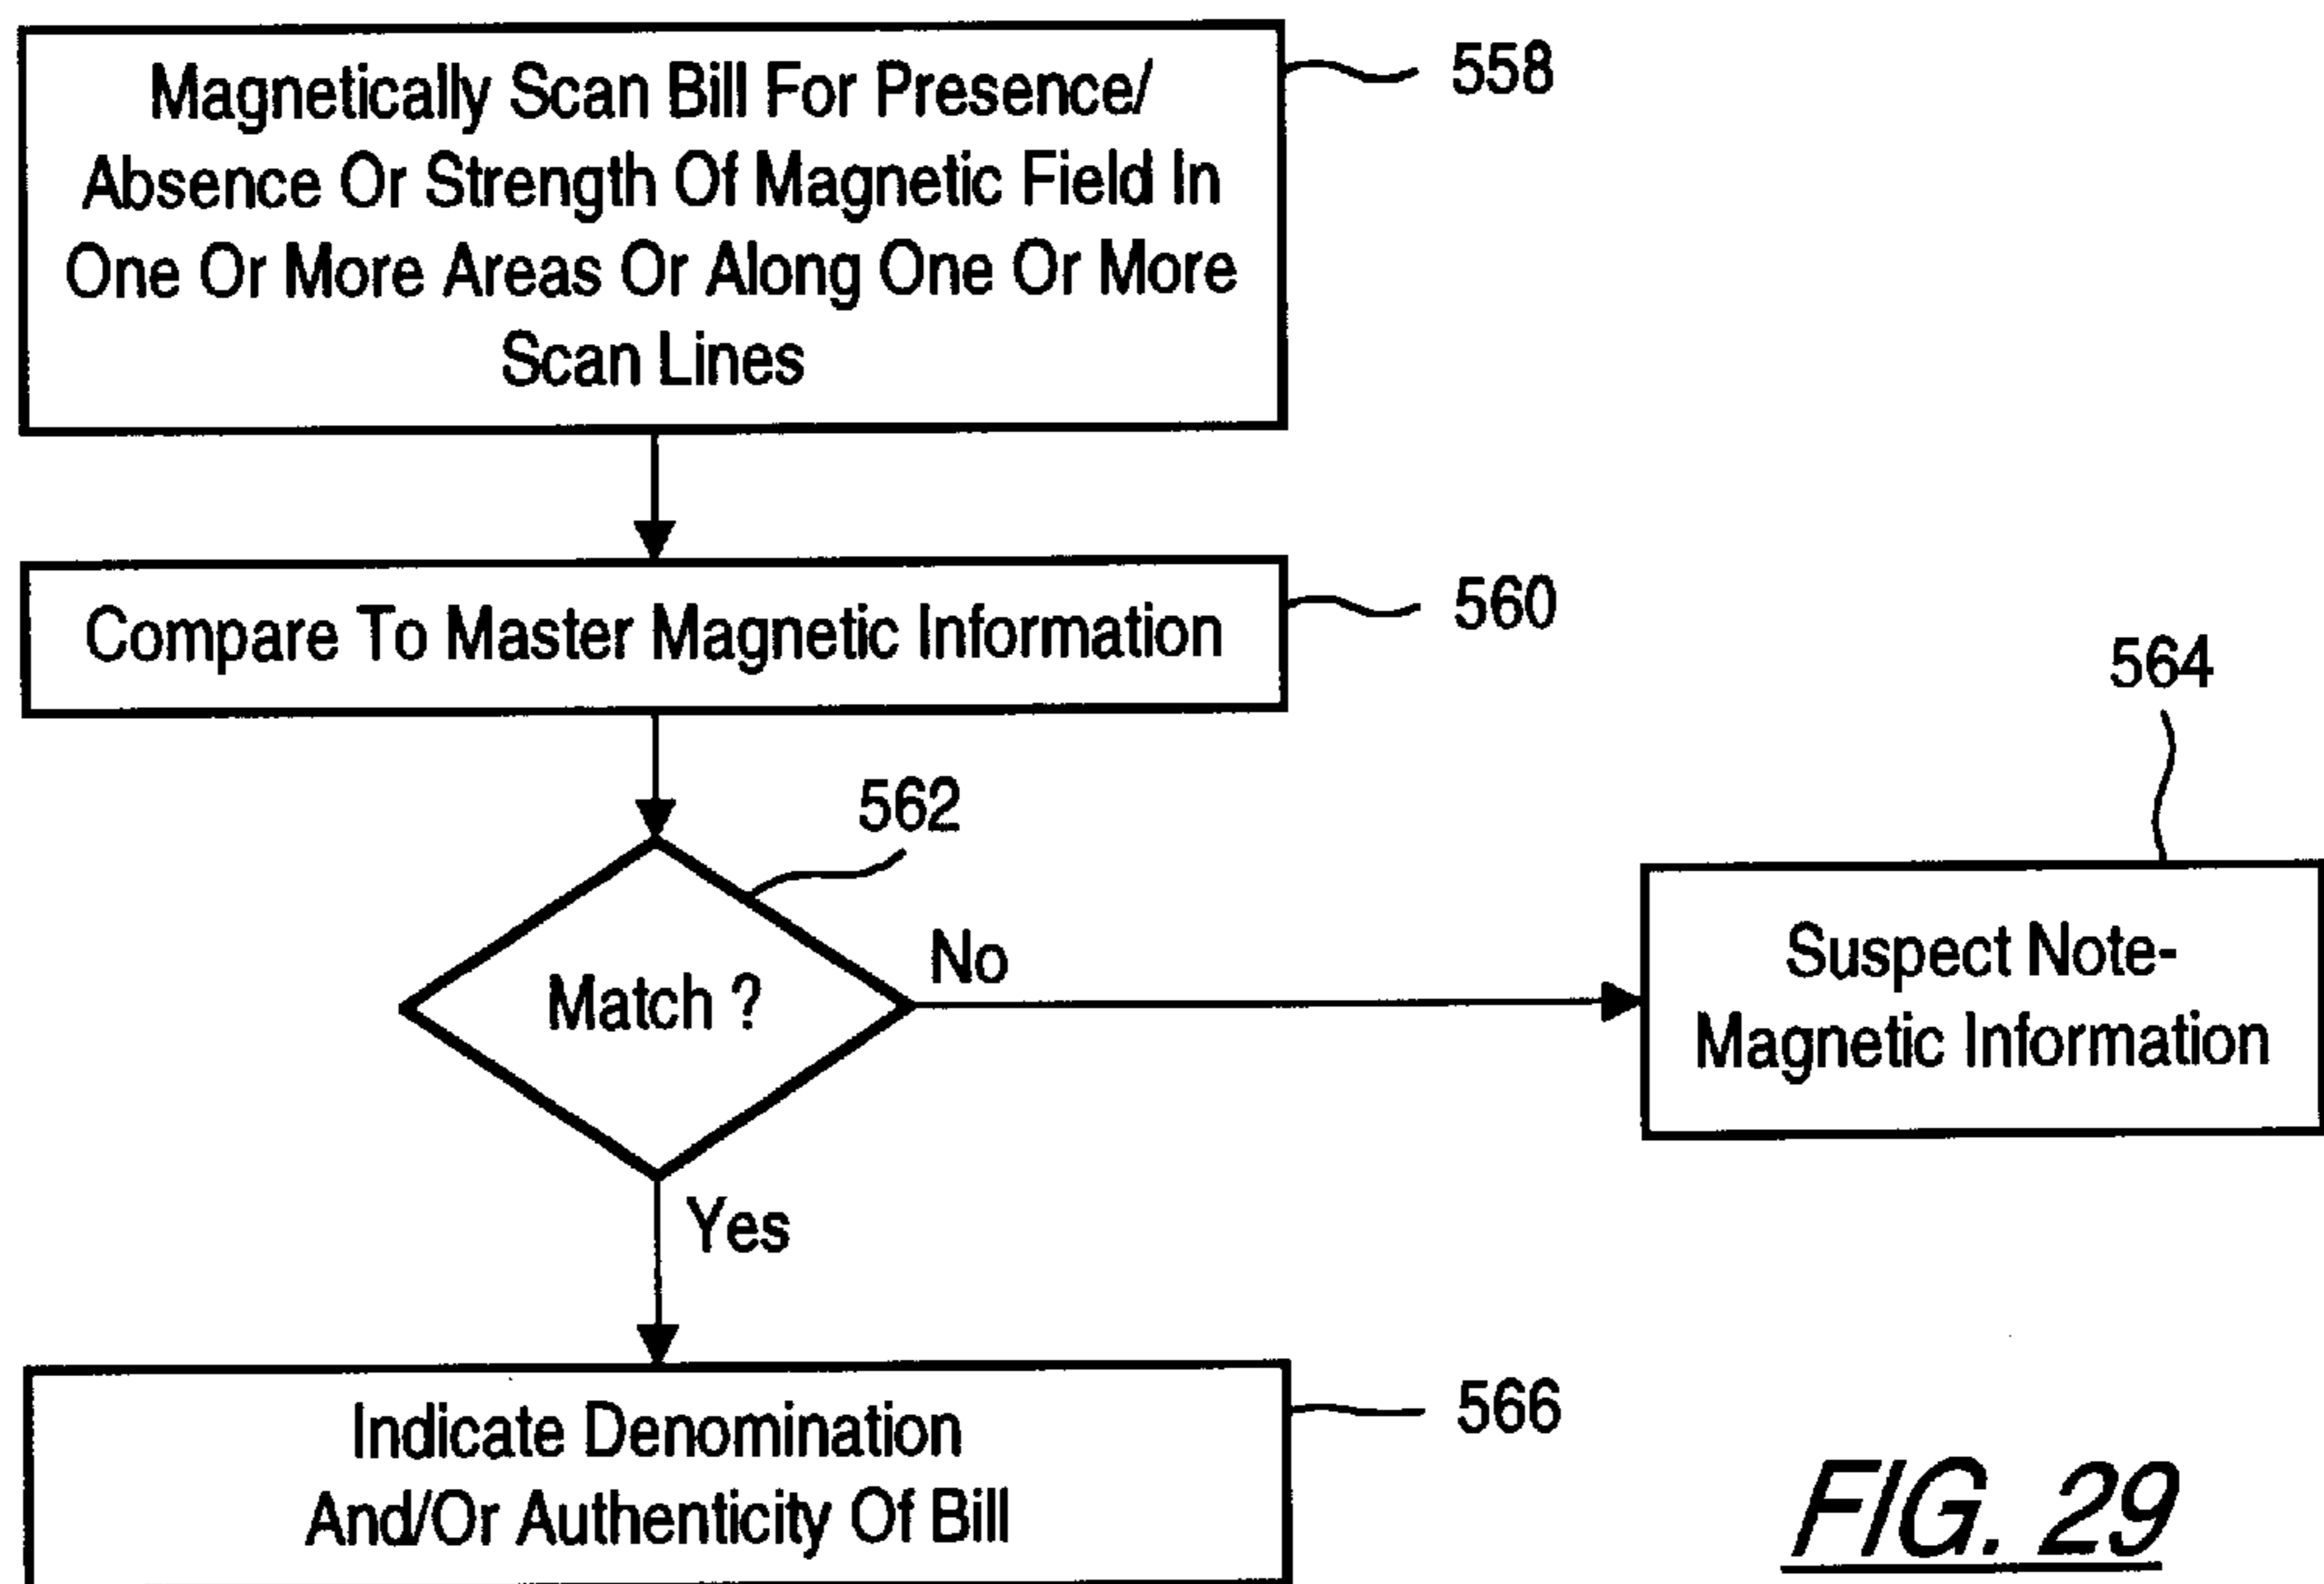 Magnetically Scan Bill For Presence/
Absence Or Strength Of Magnetic Field In
One Or More Areas Or Along One Or More
Scan Lines
558
Compare To Master Magnetic Information
560
562
Match ?
No
564
Suspect Note-
Magnetic Information
Yes
Indicate Denomination
And/Or Authenticity Of Bill
566
FIG. 29